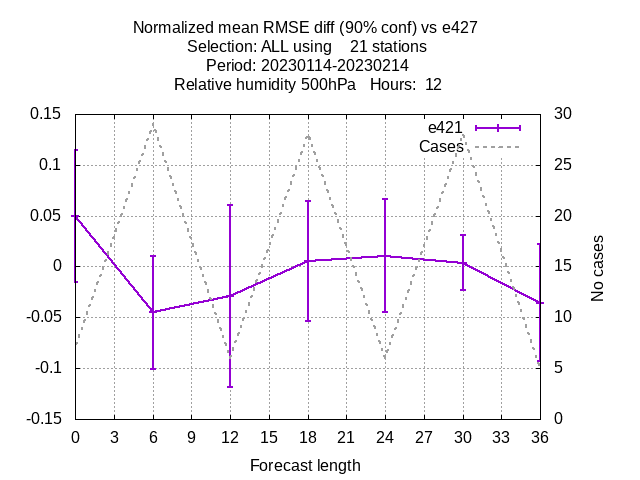 Normalized mean RMSE diff (90% conf) vs e427
Selection: ALL using    21 stations
Period: 20230114-20230214
Relative humidity 500hPa   Hours:  12
0.15
0.1
0.05
0
-0.05
-0.1
-0.15
30
25
20
15
10
5
0
e421
Cases
No cases
0 3 6 9 12 15 18 21 24 27 30 33 36
Forecast length